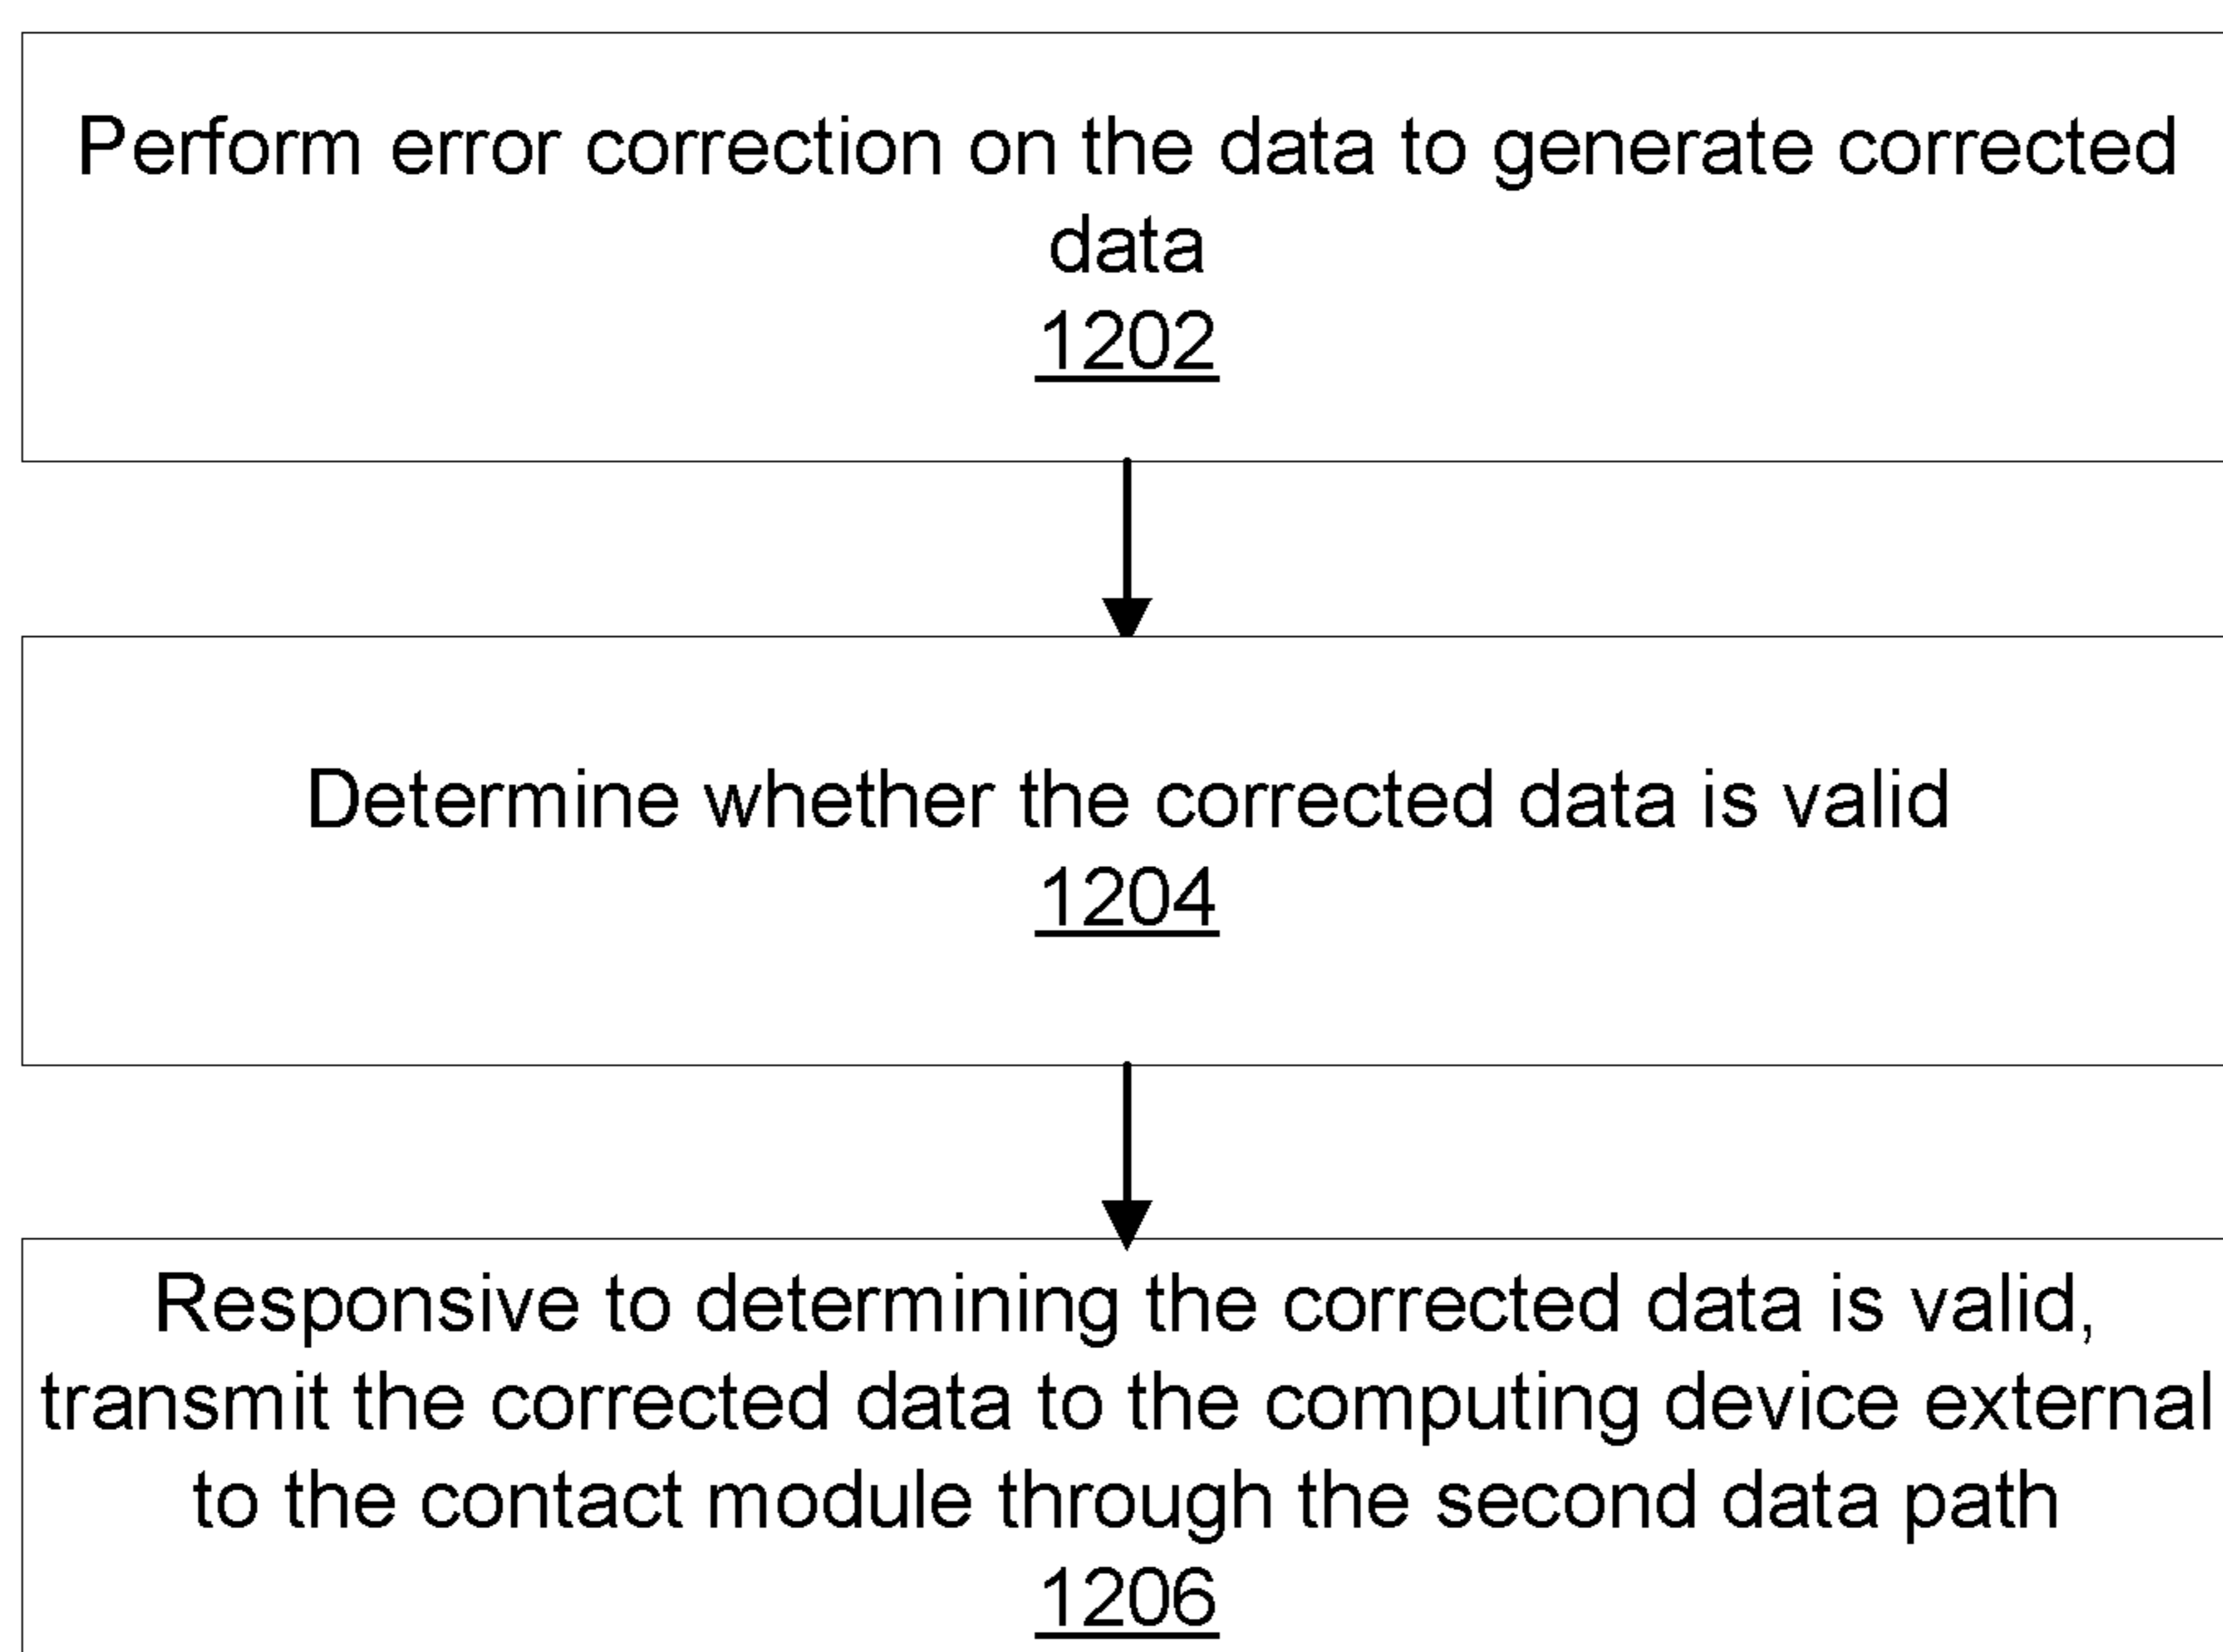 Perform error correction on the data to generate corrected
data
1202
Determine whether the corrected data is valid
1204
Responsive to determining the corrected data is valid,
transmit the corrected data to the computing device external
to the contact module through the second data path
1206